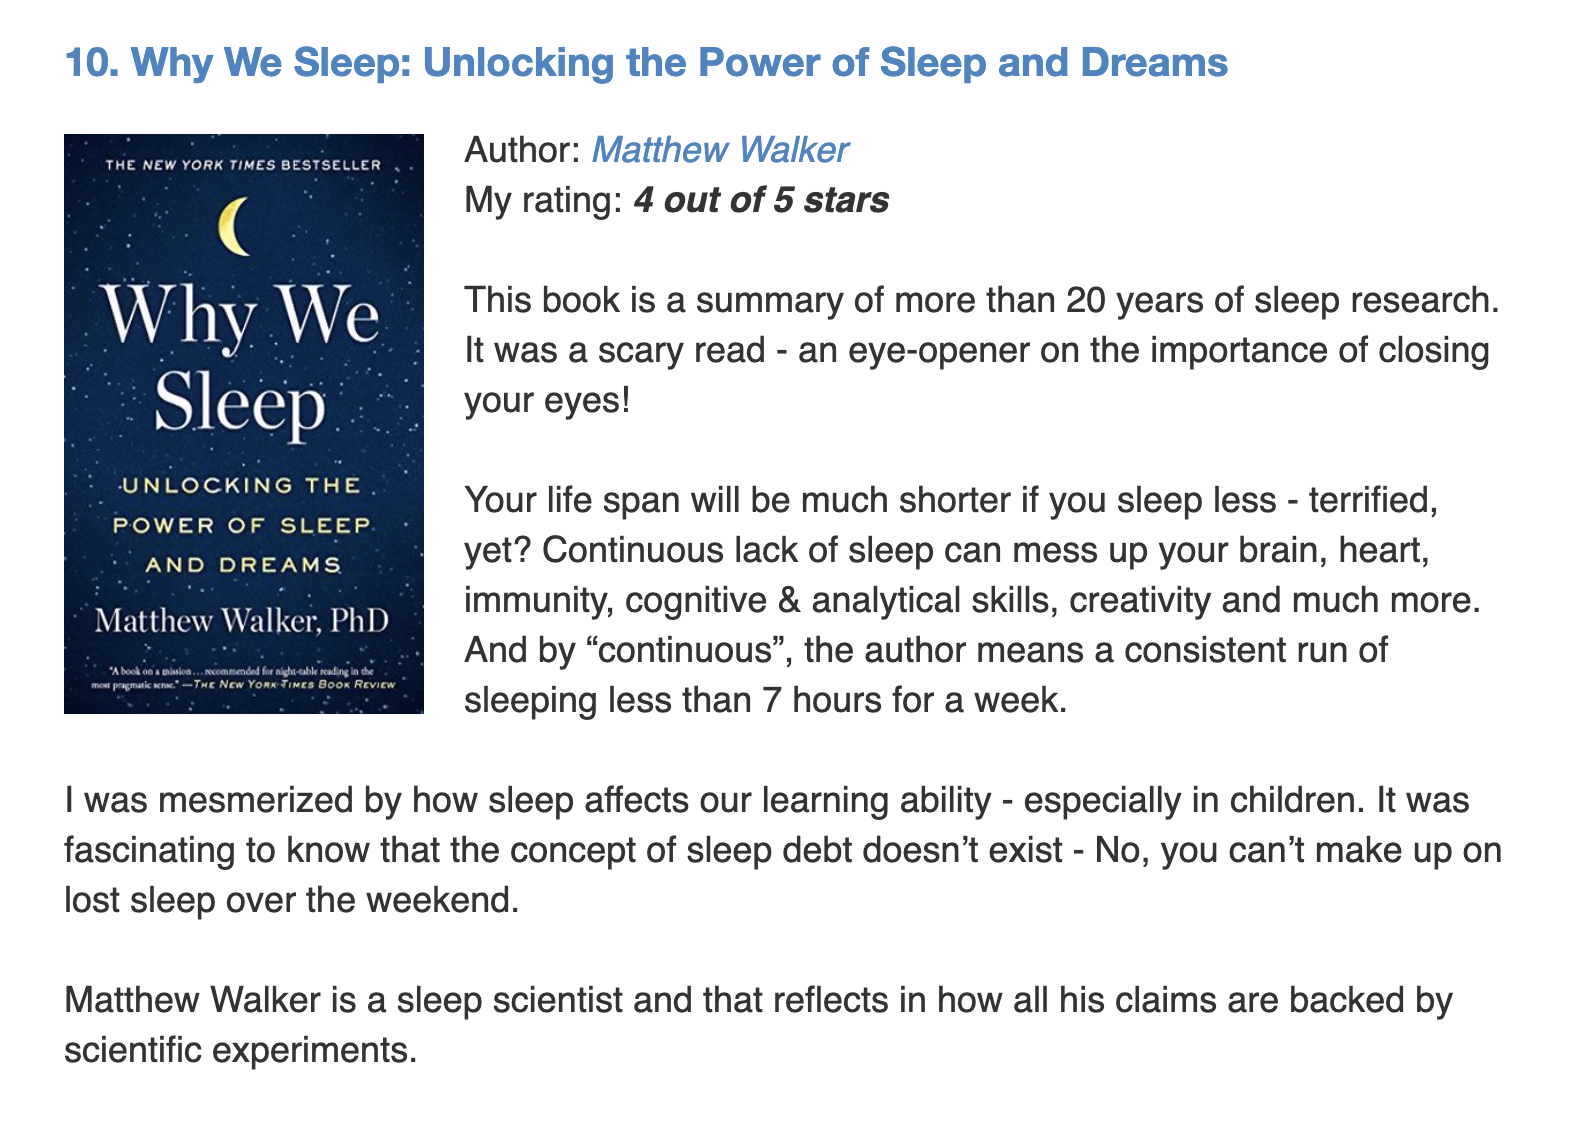 10. Why We Sleep: Unlocking the Power of Sleep and Dreams
THE NEW YORK TIMES BESTSELLER
Why We
Sleep
UNLOCKING THE
POWER OF SLEEP
AND DREAMS
Matthew Walker, PhD
"A book on a mission... recommended for night-table reading in the
most pragmatic sense." —THE NEW YORK TIMES BOOK REVIEW
Author: Matthew Walker
My rating: 4 out of 5 stars
This book is a summary of more than 20 years of sleep research.
It was a scary read - an eye-opener on the importance of closing
your eyes!
Your life span will be much shorter if you sleep less - terrified,
yet? Continuous lack of sleep can mess up your brain, heart,
immunity, cognitive & analytical skills, creativity and much more.
And by “continuous”, the author means a consistent run of
sleeping less than 7 hours for a week.
I was mesmerized by how sleep affects our learning ability - especially in children. It was
fascinating to know that the concept of sleep debt doesn’t exist - No, you can’t make up on
lost sleep over the weekend.
Matthew Walker is a sleep scientist and that reflects in how all his claims are backed by
scientific experiments.